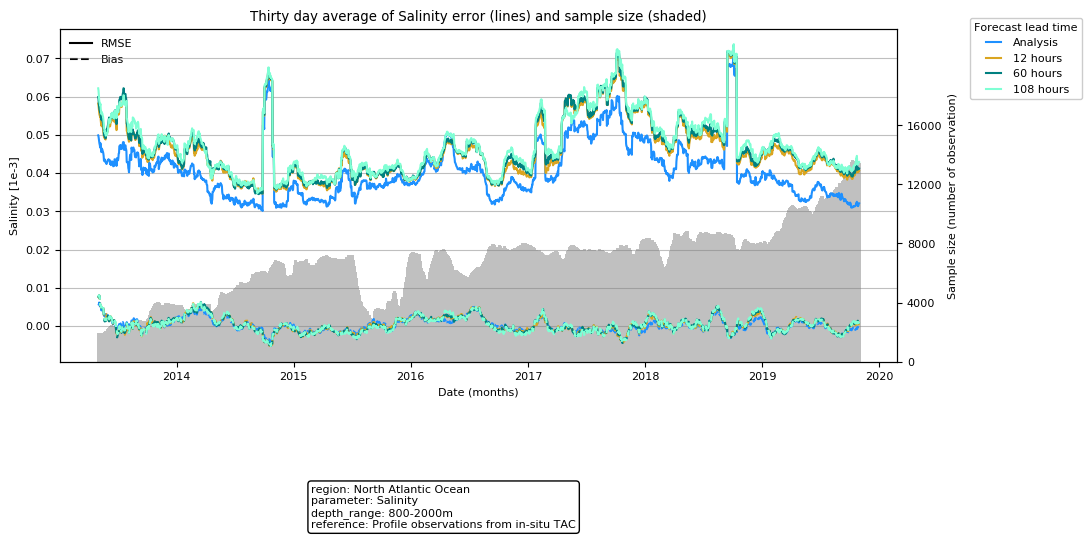 Thirty day average of Salinity error (lines) and sample size (shaded)
RMSE
Bias
Forecast lead time
Analysis
12 hours
60 hours
108 hours
Salinity [1e-3]
0.07
0.06
0.05
0.04
0.03
0.02
0.01
0.00
Sample size (number of observation)
16000
12000
8000
4000
0
2014
2015
2016
2017
2018
2019
2020
Date (months)
region: North Atlantic Ocean
parameter: Salinity
depth_range: 800-2000m
reference: Profile observations from in-situ TAC